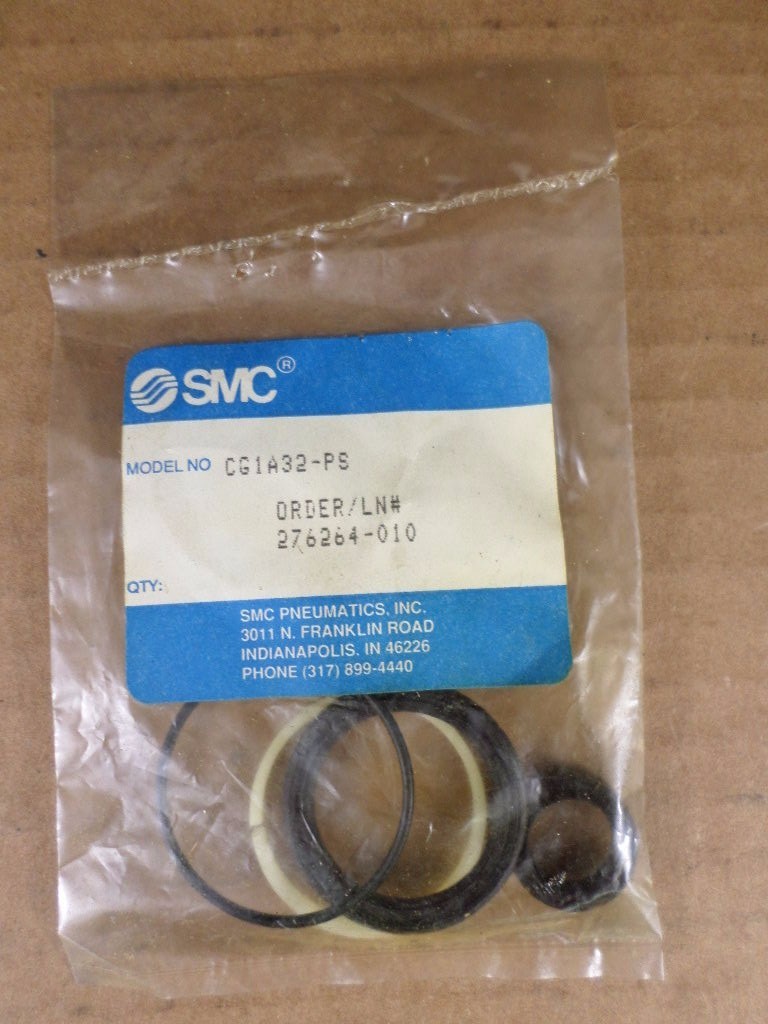 SMC®
MODEL NO CG1A32-PS
ORDER/LN#
276264-010
QTY:
SMC PNEUMATICS, INC.
3011 N. FRANKLIN ROAD
INDIANAPOLIS. IN 46226
PHONE (317) 899-4440